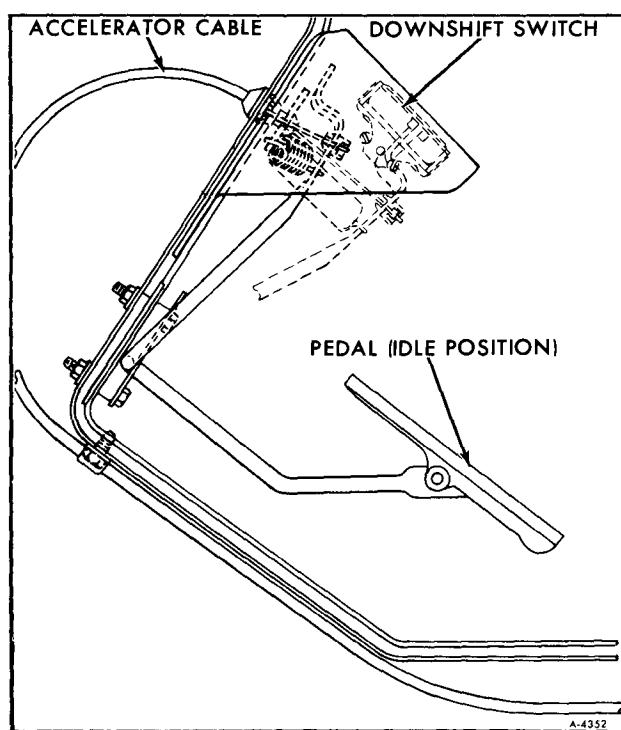 ACCELERATOR CABLE
DOWNSHIFT SWITCH
PEDAL (IDLE POSITION)
A-4352